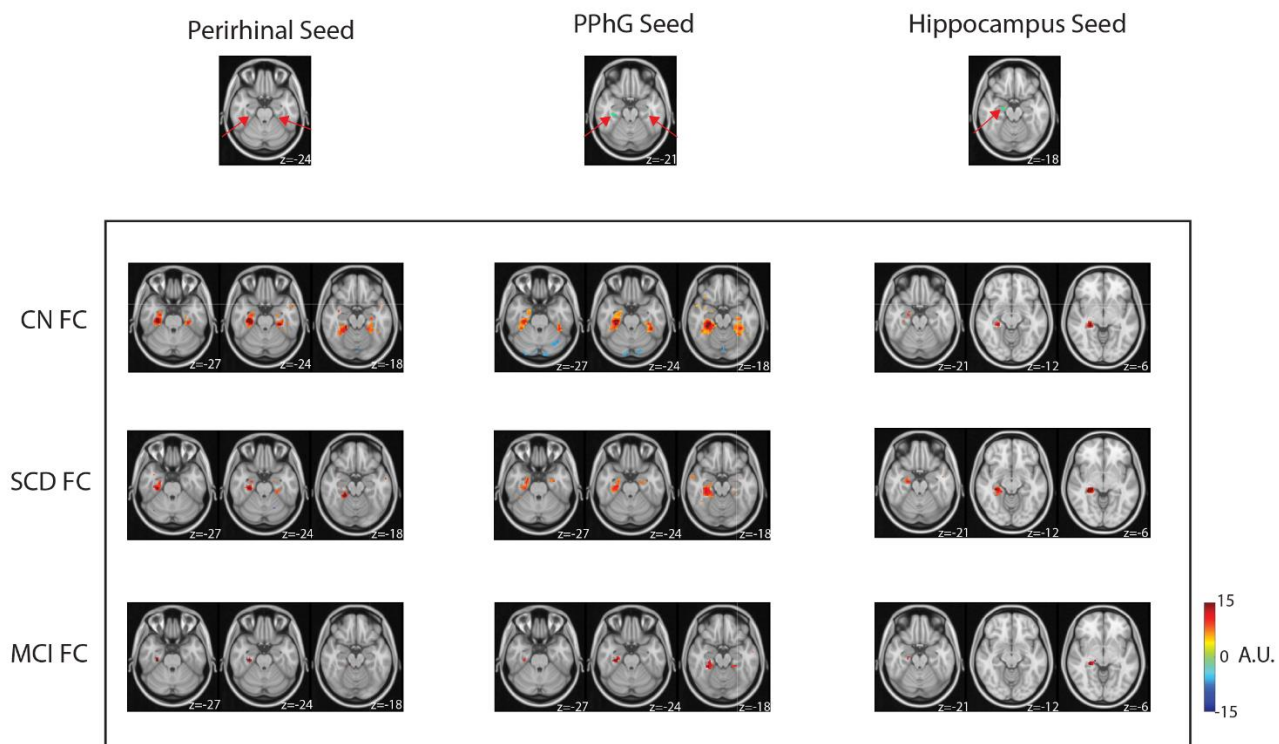 Perirhinal Seed
PPhG Seed
Hippocampus Seed
z=-24
z=-21
z=-18
CN FC
z=-27
z=-24
z=-18
z=-27
z=-24
z=-18
z=-21
z=-12
z=-6
SCD FC
z=-27
z=-24
z=-18
z=-27
z=-24
z=-18
z=-21
z=-12
z=-6
MCI FC
z=-27
z=-24
z=-18
z=-27
z=-24
z=-18
z=-21
z=-12
z=-6
15
0
A.U.
-15